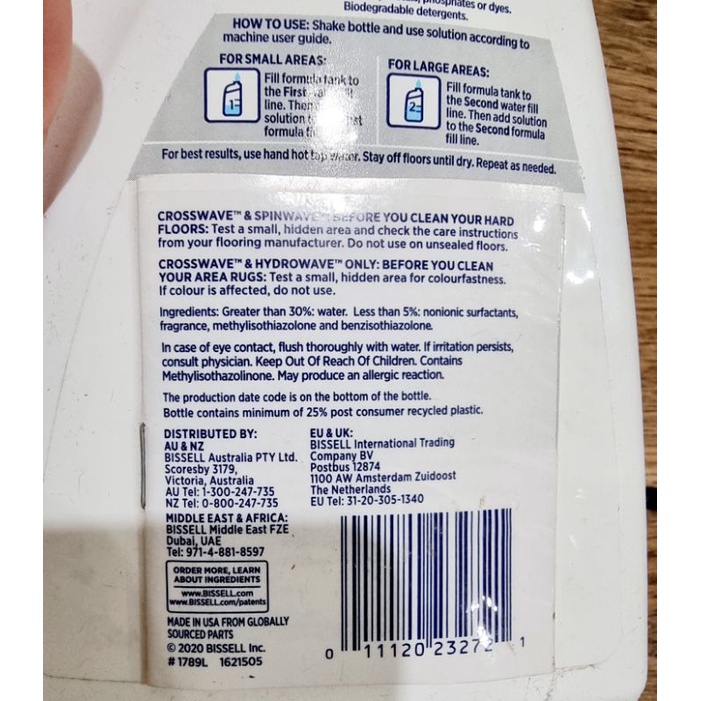 phosphates or dyes.
Biodegradable detergents.
HOW TO USE: Shake bottle and use solution according to
machine user guide.
FOR SMALL AREAS:
Fill formula tank to
the First
line. Then
solution
formula
1
FOR LARGE AREAS:
Fill formula tank to
the Second water fill
line. Then add solution
to the Second formula
fill line.
2
For best results, use hand hot tap water. Stay off floors until dry. Repeat as needed.
CROSSWAVE™ & SPINWAVE™: BEFORE YOU CLEAN YOUR HARD
FLOORS: Test a small, hidden area and check the care instructions
from your flooring manufacturer. Do not use on unsealed floors.
CROSSWAVE™ & HYDROWAVE™ ONLY: BEFORE YOU CLEAN
YOUR AREA RUGS: Test a small, hidden area for colourfastness.
If colour is affected, do not use.
Ingredients: Greater than 30%: water. Less than 5%: nonionic surfactants,
fragrance, methylisothiazolone and benzisothiazolone.
In case of eye contact, flush thoroughly with water. If irritation persists,
consult physician. Keep Out Of Reach Of Children. Contains
Methylisothazolinone. May produce an allergic reaction.
The production date code is on the bottom of the bottle.
Bottle contains minimum of 25% post consumer recycled plastic.
DISTRIBUTED BY:
AU & NZ
BISSELL Australia PTY Ltd.
Scoresby 3179,
Victoria, Australia
AU Tel: 1-300-247-735
NZ Tel: 0-800-247-735
MIDDLE EAST & AFRICA:
BISSELL Middle East FZE
Dubai, UAE
Tel: 971-4-881-8597
EU & UK:
BISSELL International Trading
Company BV
Postbus 12874
1100 AW Amsterdam Zuidoost
The Netherlands
EU Tel: 31-20-305-1340
ORDER MORE, LEARN
ABOUT INGREDIENTS
www.BISSELL.com
www.BISSELL.com/patents
MADE IN USA FROM GLOBALLY
SOURCED PARTS
© 2020 BISSELL Inc.
# 1789L 1621505
0 11120 23272 1